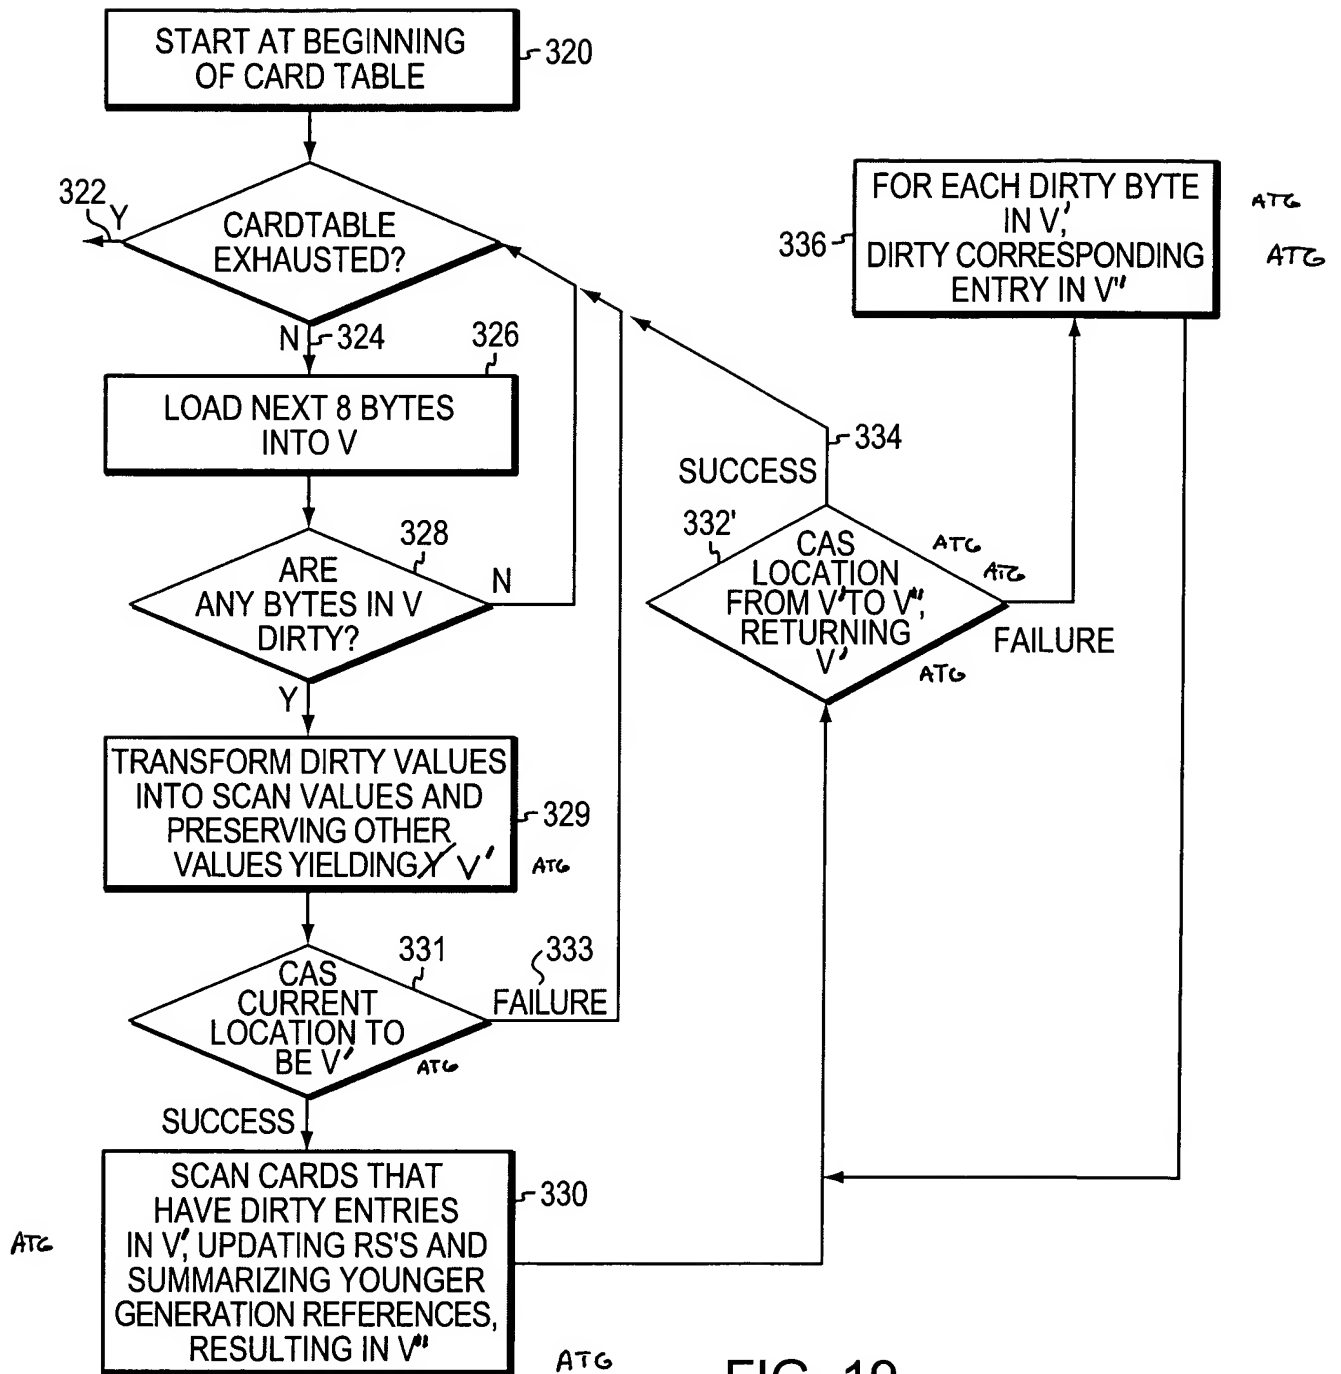 START AT BEGINNING
OF CARD TABLE
320
322
Y
CARDTABLE
EXHAUSTED?
N
324
326
LOAD NEXT 8 BYTES
INTO V
328
ARE
ANY BYTES IN V
DIRTY?
N
Y
TRANSFORM DIRTY VALUES
INTO SCAN VALUES AND
PRESERVING OTHER
VALUES YIELDING V'
329
ATG
331
CAS
CURRENT
LOCATION TO
BE V'
333
FAILURE
ATG
SUCCESS
SCAN CARDS THAT
HAVE DIRTY ENTRIES
IN V', UPDATING RS'S AND
SUMMARIZING YOUNGER
GENERATION REFERENCES,
RESULTING IN V"
330
ATG
ATG
334
SUCCESS
332'
CAS
LOCATION
FROM V' TO V",
RETURNING
V'
ATG
ATG
ATG
FAILURE
336
FOR EACH DIRTY BYTE
IN V',
DIRTY CORRESPONDING
ENTRY IN V"
ATG
ATG